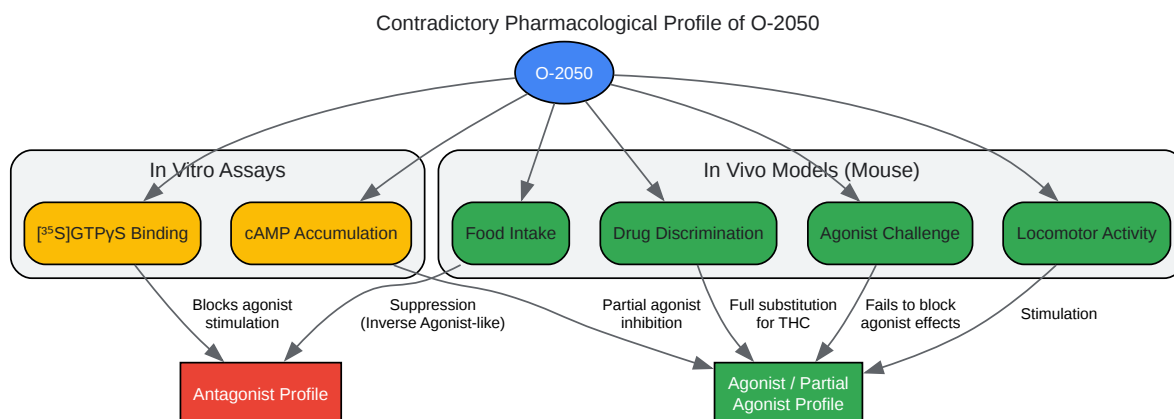 Contradictory Pharmacological Profile of O-2050
O-2050
In Vitro Assays
In Vivo Models (Mouse)
[³⁵S]GTPγS Binding
cAMP Accumulation
Food Intake
Drug Discrimination
Agonist Challenge
Locomotor Activity
Blocks agonist
stimulation
Suppression
(Inverse Agonist-like)
Partial agonist
inhibition
Full substitution
for THC
Fails to block
agonist effects
Stimulation
Antagonist Profile
Agonist / Partial
Agonist Profile